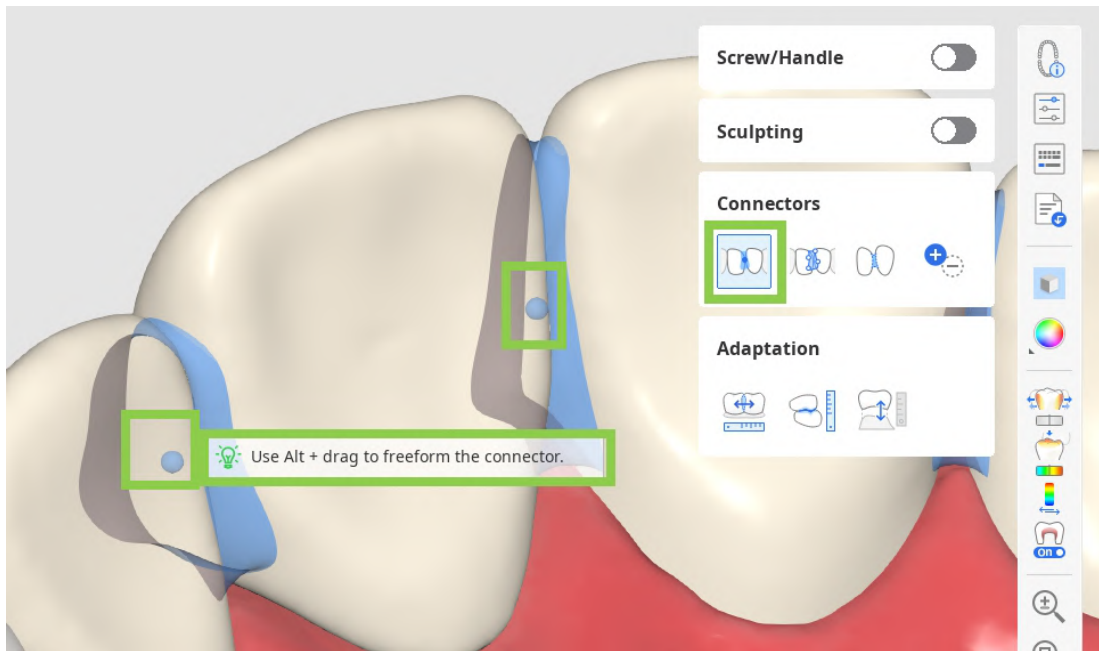 Screw/Handle
Sculpting
Connectors
Adaptation
Use Alt + drag to freeform the connector.
on